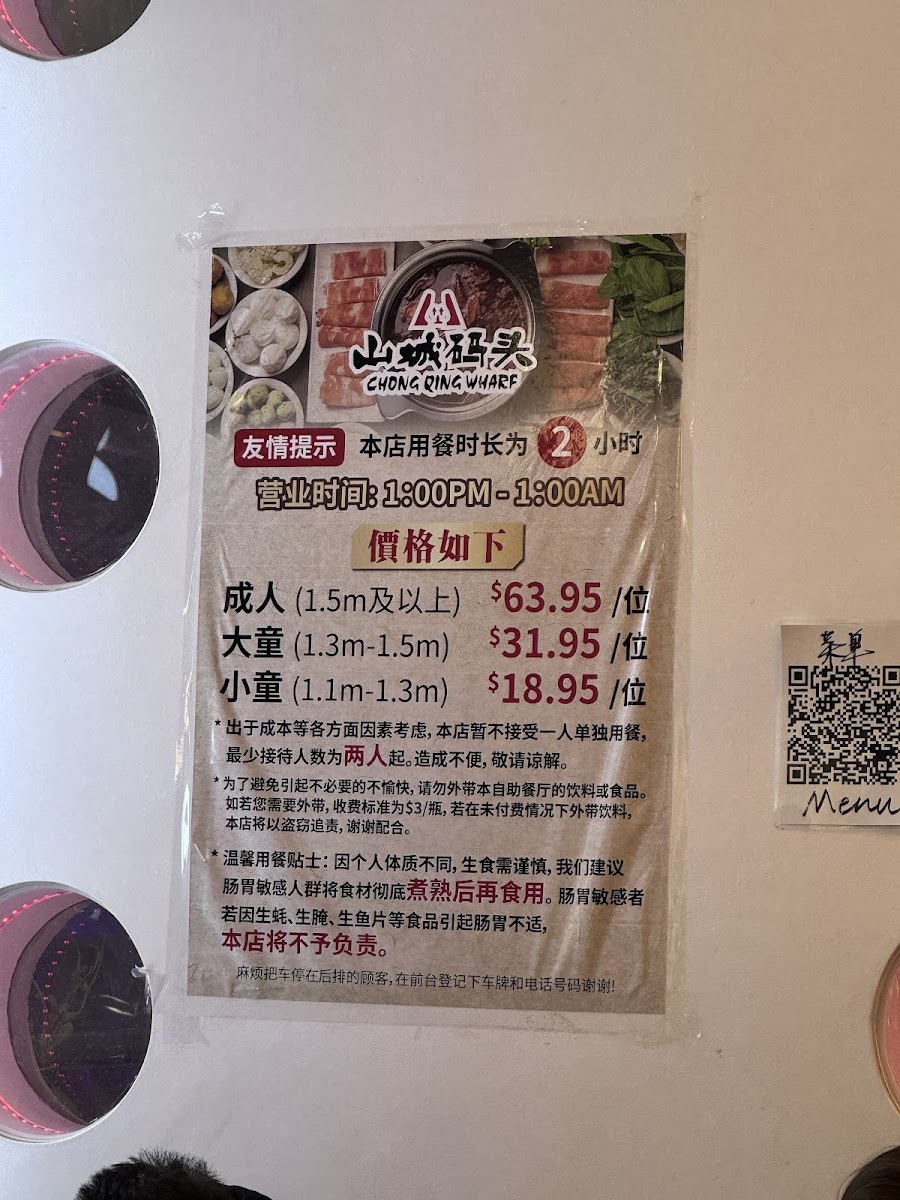 山城码头
CHONG QING WHARF
友情提示 本店用餐时长为 2 小时
营业时间: 1:00PM - 1:00AM
價格如下
成人 (1.5m及以上) $63.95 /位
大童 (1.3m-1.5m) $31.95 /位
小童 (1.1m-1.3m) $18.95 /位
* 出于成本等各方面因素考虑, 本店暂不接受一人单独用餐,
最少接待人数为两人起。造成不便, 敬请谅解。
* 为了避免引起不必要的不愉快, 请勿外带本自助餐厅的饮料或食品。
如若您需要外带, 收费标准为$3/瓶, 若在未付费情况下外带饮料,
本店将以盗窃追责, 谢谢配合。
* 温馨用餐贴士: 因个人体质不同, 生食需谨慎, 我们建议
肠胃敏感人群将食材彻底煮熟后再食用。肠胃敏感者
若因生蚝、生腌、生鱼片等食品引起肠胃不适,
本店将不予负责。
麻烦把车停在后排的顾客, 在前台登记下车牌和电话号码谢谢!
菜单
Menu